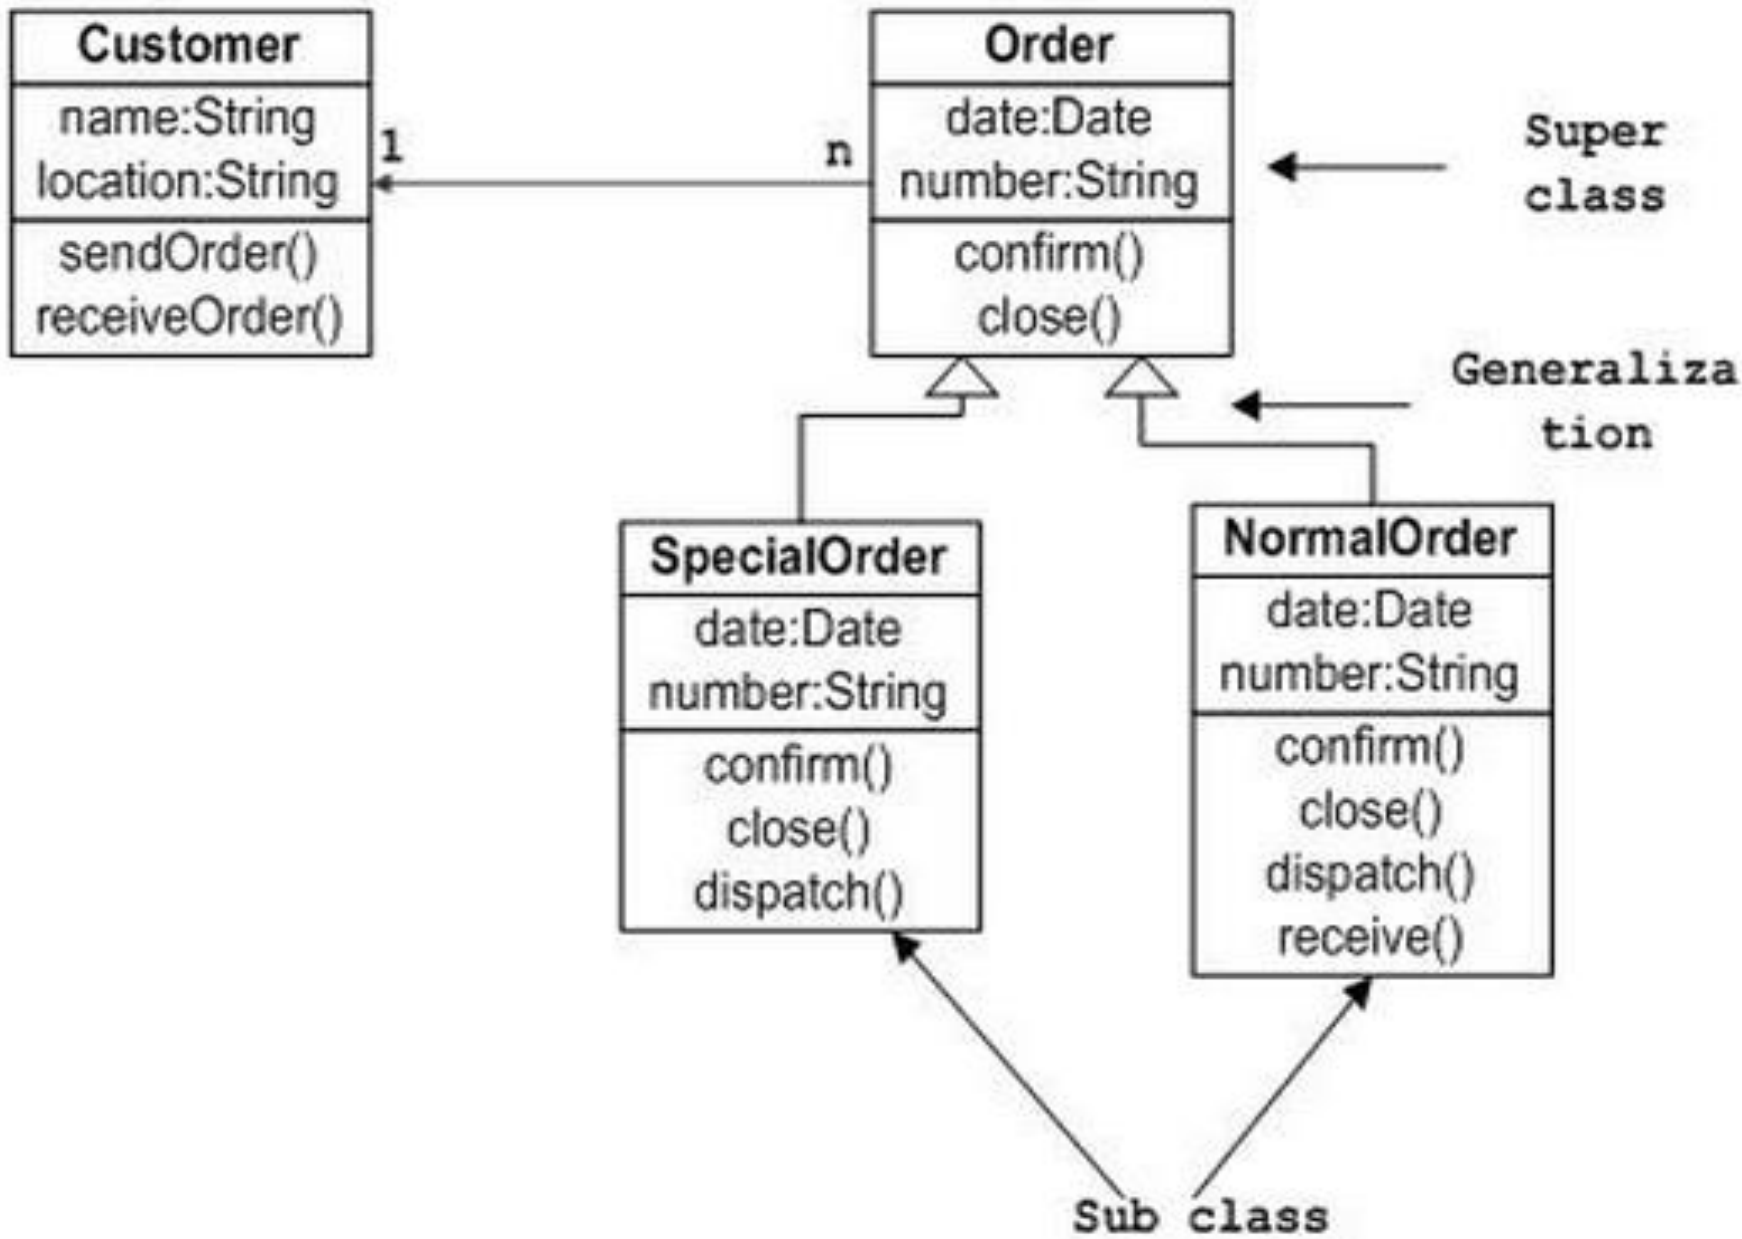 Customer
name:String
location:String
sendOrder()
receiveOrder()
1
n
Order
date:Date
number:String
confirm()
close()
Super
class
Generaliza
tion
SpecialOrder
date:Date
number:String
confirm()
close()
dispatch()
NormalOrder
date:Date
number:String
confirm()
close()
dispatch()
receive()
Sub class